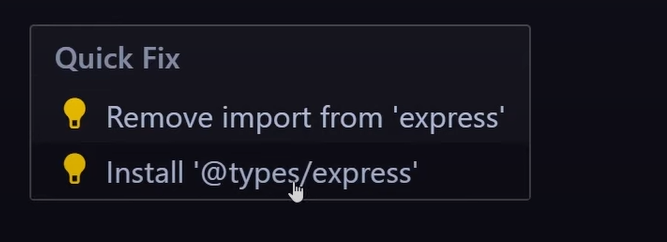 Quick Fix
Remove import from 'express'
Install '@types/express'